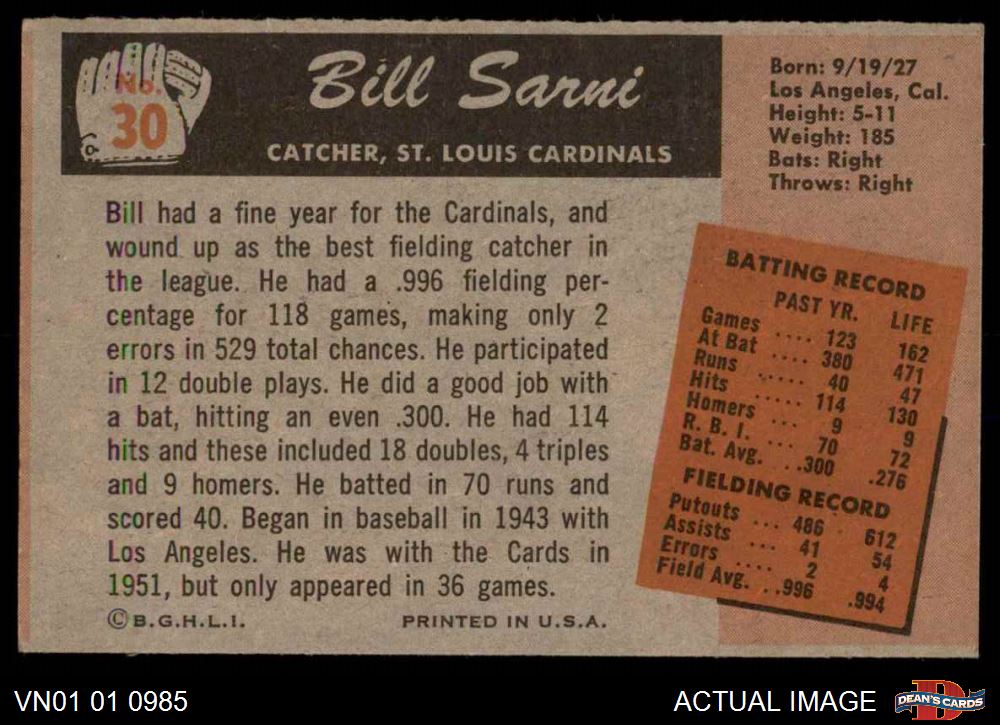 No.
30
Bill Sarni
CATCHER, ST. LOUIS CARDINALS
Born: 9/19/27
Los Angeles, Cal.
Height: 5-11
Weight: 185
Bats: Right
Throws: Right
Bill had a fine year for the Cardinals, and
wound up as the best fielding catcher in
the league. He had a .996 fielding per-
centage for 118 games, making only 2
errors in 529 total chances. He participated
in 12 double plays. He did a good job with
a bat, hitting an even .300. He had 114
hits and these included 18 doubles, 4 triples
and 9 homers. He batted in 70 runs and
scored 40. Began in baseball in 1943 with
Los Angeles. He was with the Cards in
1951, but only appeared in 36 games.
©B.G.H.L.I. PRINTED IN U.S.A.
BATTING RECORD
PAST YR. LIFE
Games .... 123 162
At Bat .... 380 471
Runs ..... 40 47
Hits ..... 114 130
Homers ... 9 9
R. B. I. ... 70 72
Bat. Avg. ..300 .276
FIELDING RECORD
Putouts ... 486 612
Assists ... 41 54
Errors .... 2 4
Field Avg. ..996 .994
VN01 01 0985
ACTUAL IMAGE
D
DEAN'S CARDS